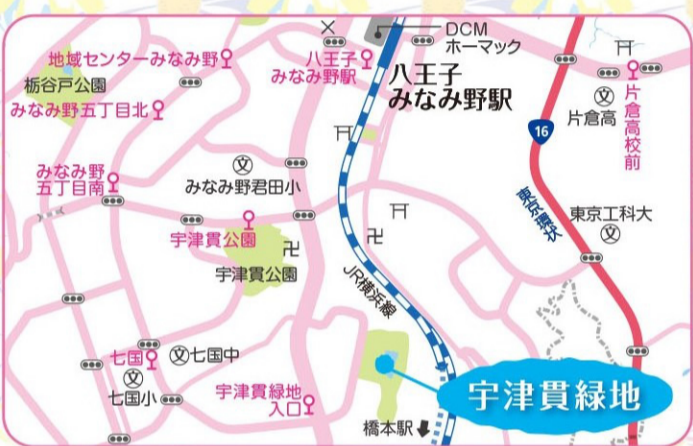 DCM
ホーマック
地域センターみなみ野
八王子
みなみ野駅
八王子
みなみ野駅
栃谷戸公園
みなみ野五丁目北
片倉高
片倉高校前
16
みなみ野
五丁目南
文
みなみ野君田小
東京環状
東京工科大
文
宇津貫公園
宇津貫公園
JR横浜線
七国
文
七国中
文
七国小
宇津貫緑地
入口
宇津貫緑地
橋本駅
文